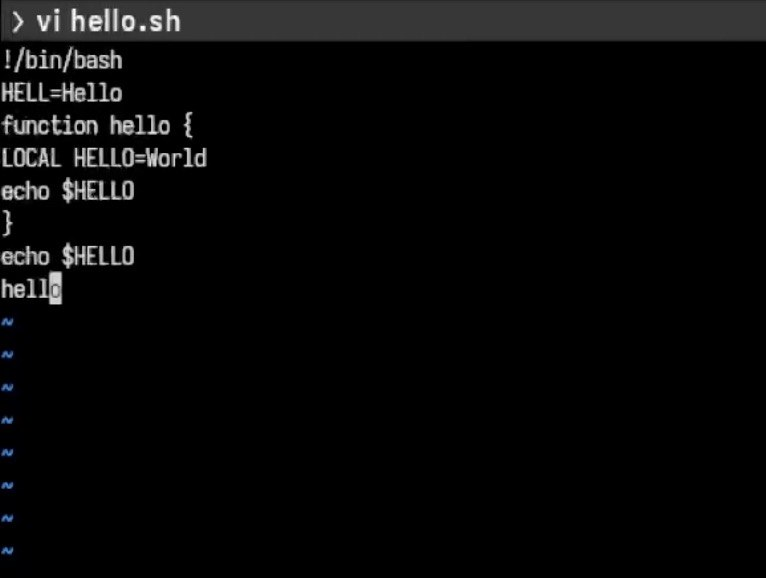 ❯ vi hello.sh
!/bin/bash
HELL=Hello
function hello {
LOCAL HELLO=World
echo $HELLO
}
echo $HELLO
hello
~
~
~
~
~
~
~
~